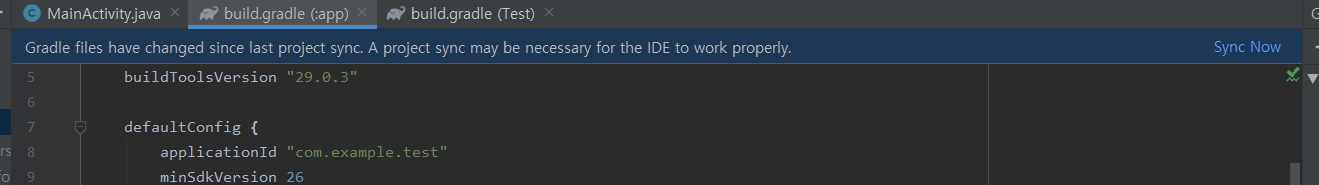 MainActivity.java × build.gradle (:app) × build.gradle (Test) ×
Gradle files have changed since last project sync. A project sync may be necessary for the IDE to work properly. Sync Now
5 buildToolsVersion "29.0.3"
6
7 defaultConfig {
8 applicationId "com.example.test"
9 minSdkVersion 26